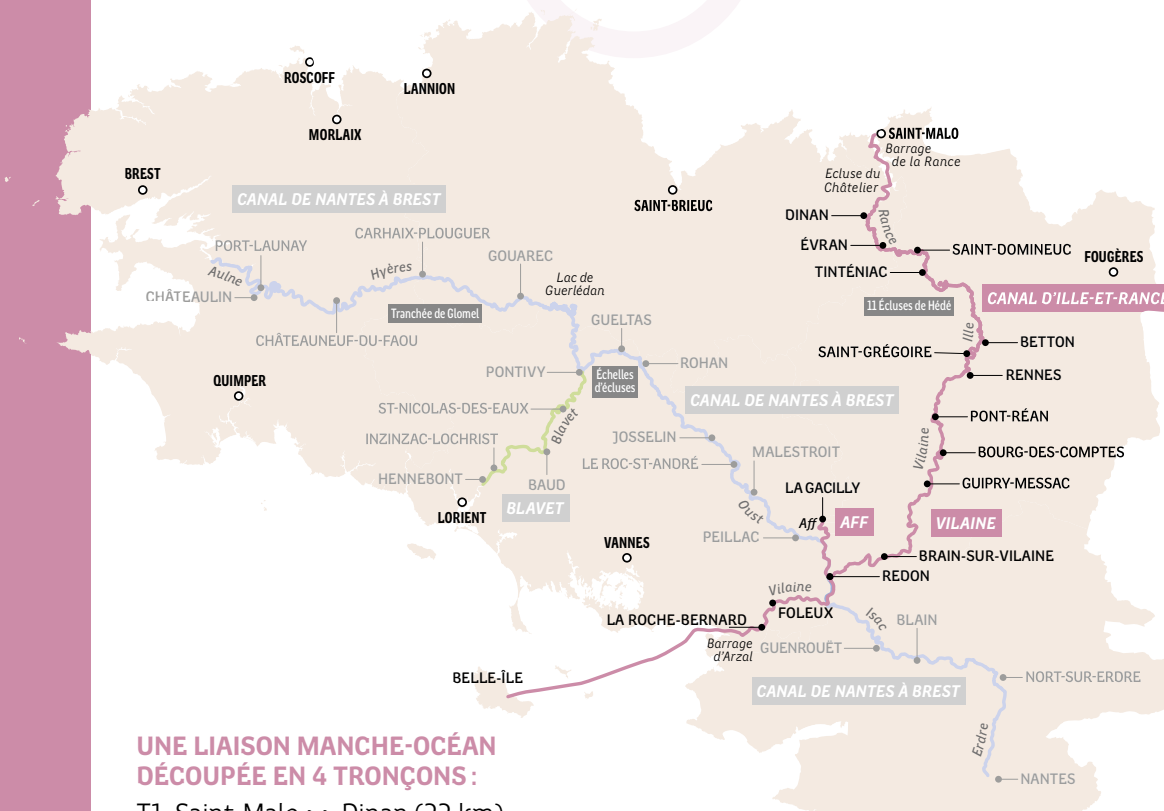 ROSCOFF
LANNION
MORLAIX
BREST
SAINT-MALO
Barrage
de la Rance
Ecluse du
Châtelier
CANAL DE NANTES À BREST
SAINT-BRIEUC
DINAN
Rance
PORT-LAUNAY
CARHAIX-PLOUGUER
GOUAREC
ÉVRAN
SAINT-DOMINEUC
FOUGÈRES
Aulne
Hyères
Lac de
Guerlédan
TINTÉNIAC
CHÂTEAULIN
Tranchée de Glomel
11 Écluses de Hédé
CANAL D'ILLE-ET-RANCE
CHÂTEAUNEUF-DU-FAOU
GUELTAS
Ille
BETTON
SAINT-GRÉGOIRE
ROHAN
PONTIVY
Échelles
d'écluses
RENNES
QUIMPER
CANAL DE NANTES À BREST
ST-NICOLAS-DES-EAUX
Blavet
PONT-RÉAN
INZINZAC-LOCHRIST
JOSSELIN
Vilaine
BOURG-DES-COMPTES
MALESTROIT
LE ROC-ST-ANDRÉ
HENNEBONT
BAUD
LA GACILLY
GUIPRY-MESSAC
LORIENT
BLAVET
Oust
Aff
AFF
VILAINE
VANNES
PEILLAC
BRAIN-SUR-VILAINE
REDON
Vilaine
FOLEUX
LA ROCHE-BERNARD
Isac
BLAIN
Barrage
d'Arzal
GUENROUËT
BELLE-ÎLE
NORT-SUR-ERDRE
CANAL DE NANTES À BREST
Erdre
NANTES
UNE LIAISON MANCHE-OCÉAN
DÉCOUPÉE EN 4 TRONÇONS :